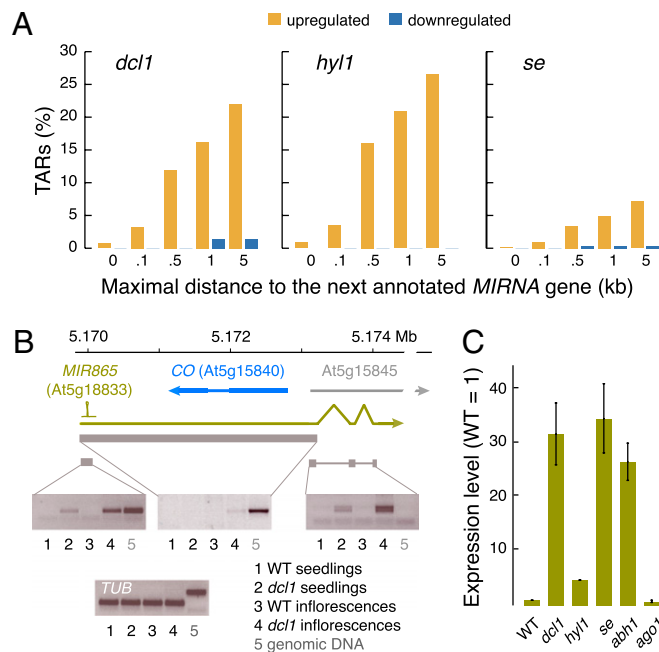 A
upregulated downregulated
dcl1 hyl1 se
TARs (%)
30
25
20
15
10
5
0
0 .1 .5 1 5 0 .1 .5 1 5 0 .1 .5 1 5
Maximal distance to the next annotated MIRNA gene (kb)
B
5.170 5.172 5.174 Mb
MIR865
(At5g18833)
CO (At5g15840)
At5g15845
1 2 3 4 5
1 2 3 4 5
1 2 3 4 5
TUB
1 2 3 4 5
1 WT seedlings
2 dcl1 seedlings
3 WT inflorescences
4 dcl1 inflorescences
5 genomic DNA
C
Expression level (WT = 1)
40
30
20
10
WT dcl1 hyl1 se abh1 ago1